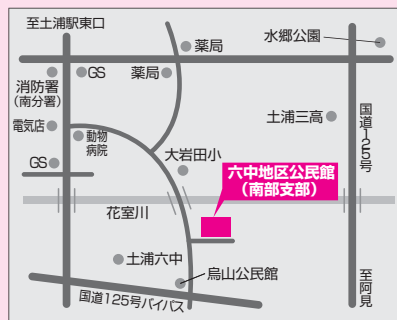 至土浦駅東口
薬局
水郷公園
GS
薬局
消防署
(南分署)
電気店
動物
病院
土浦三高
国道125号
大岩田小
GS
六中地区公民館
(南部支部)
花室川
土浦六中
烏山公民館
国道125号バイパス
至阿見